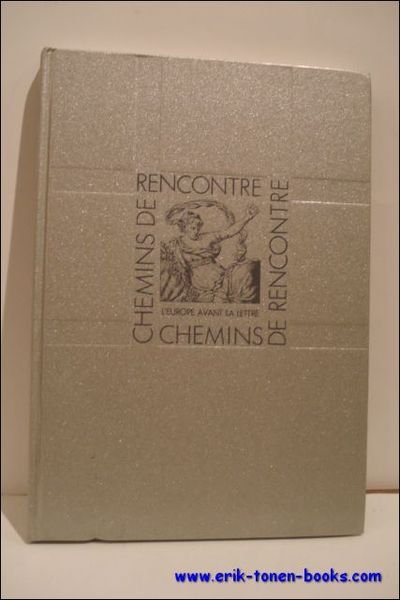 CHEMINS DE
RENCONTRE
L'EUROPE AVANT LA LETTRE
CHEMINS
DE RENCONTRE
www.erik-tonen-books.com